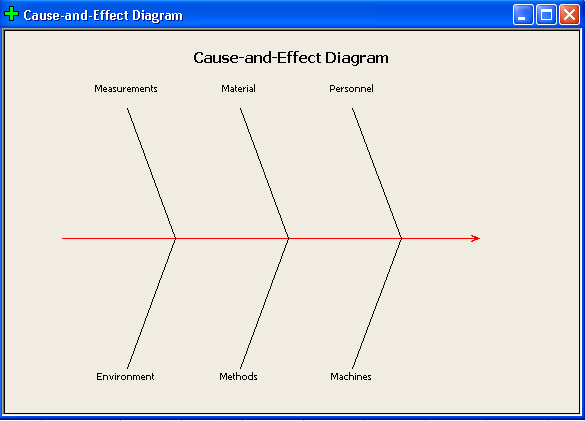 Cause-and-Effect Diagram
Cause-and-Effect Diagram
Measurements Material Personnel
Environment Methods Machines